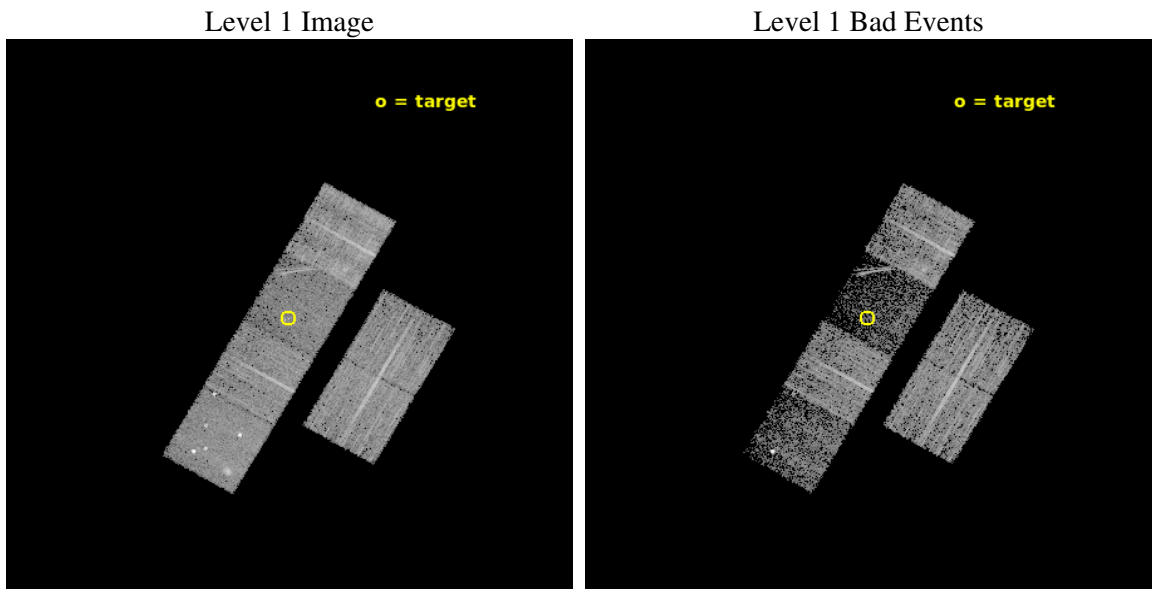 Level 1 Image
Level 1 Bad Events
o = target
o = target